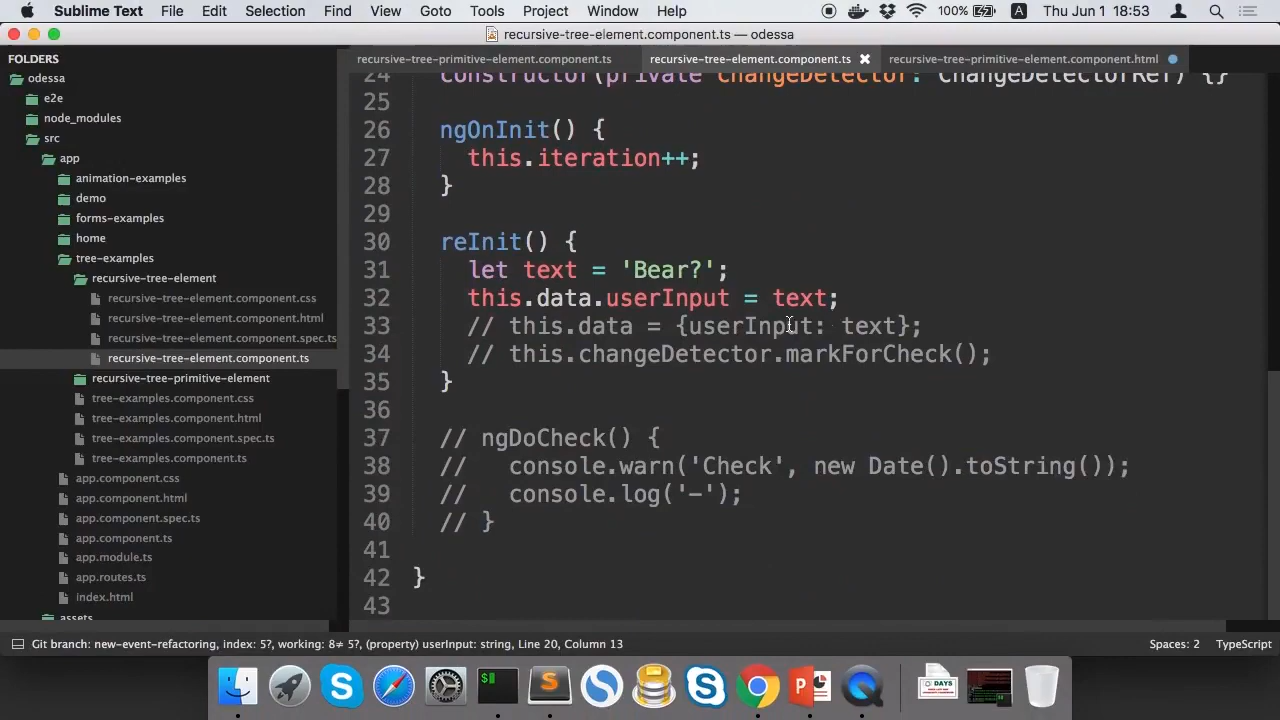 Sublime Text File Edit Selection Find View Goto Tools Project Window Help 100% A Thu Jun 1 18:53
recursive-tree-element.component.ts — odessa
FOLDERS
odessa
e2e
node_modules
src
app
animation-examples
demo
forms-examples
home
tree-examples
recursive-tree-element
recursive-tree-element.component.css
recursive-tree-element.component.html
recursive-tree-element.component.spec.ts
recursive-tree-element.component.ts
recursive-tree-primitive-element
tree-examples.component.css
tree-examples.component.html
tree-examples.component.spec.ts
tree-examples.component.ts
app.component.css
app.component.html
app.component.spec.ts
app.component.ts
app.module.ts
app.routes.ts
index.html
assets
recursive-tree-primitive-element.component.ts recursive-tree-element.component.ts recursive-tree-primitive-element.component.html
24 constructor(private changeDetector: ChangeDetectorRef) {}
25
26 ngOnInit() {
27 this.iteration++;
28 }
29
30 reInit() {
31 let text = 'Bear?';
32 this.data.userInput = text;
33 // this.data = {userInput: text};
34 // this.changeDetector.markForCheck();
35 }
36
37 // ngDoCheck() {
38 // console.warn('Check', new Date().toString());
39 // console.log('-');
40 // }
41
42 }
43
Git branch: new-event-refactoring, index: 5?, working: 8≠ 5?, (property) userInput: string, Line 20, Column 13 Spaces: 2 TypeScript
DAYS